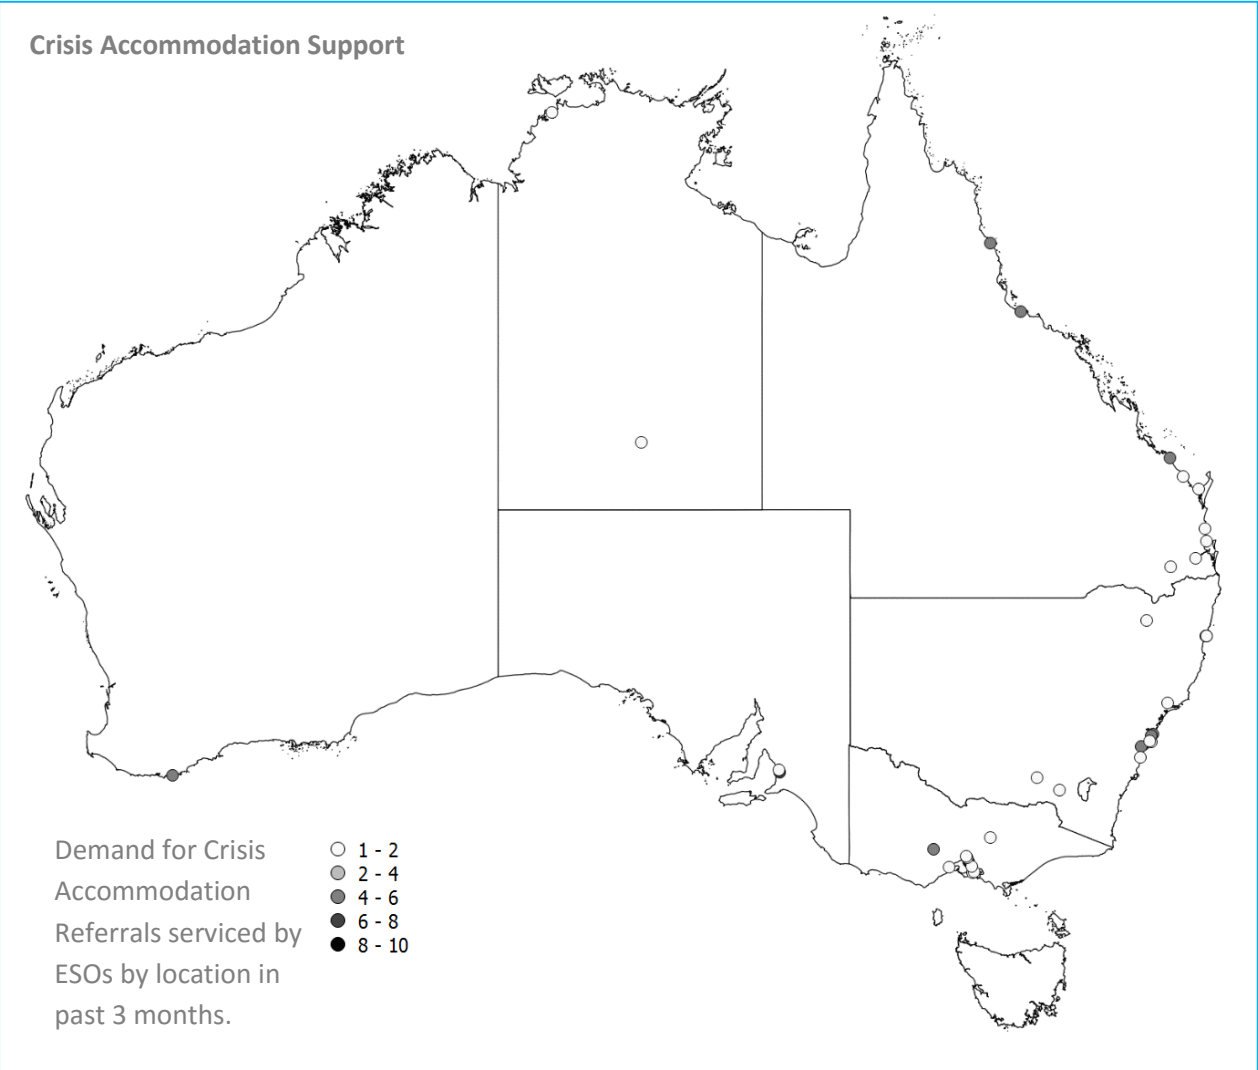 Crisis Accommodation Support
Demand for Crisis
Accommodation
Referrals serviced by
ESOs by location in
past 3 months.
1 - 2
2 - 4
4 - 6
6 - 8
8 - 10